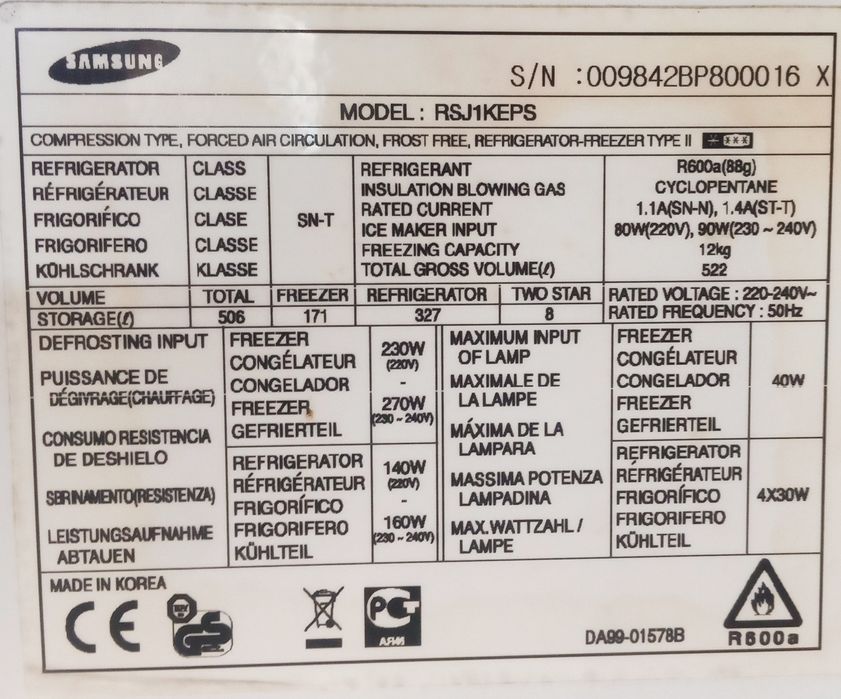 SAMSUNG
S/N :009842BP800016 X
MODEL : RSJ1KEPS
COMPRESSION TYPE, FORCED AIR CIRCULATION, FROST FREE, REFRIGERATOR-FREEZER TYPE II * ***
REFRIGERATOR CLASS
RÉFRIGÉRATEUR CLASSE
FRIGORÍFICO CLASE
FRIGORIFERO CLASSE
KÜHLSCHRANK KLASSE
SN-T
REFRIGERANT R600a(88g)
INSULATION BLOWING GAS CYCLOPENTANE
RATED CURRENT 1.1A(SN-N), 1.4A(ST-T)
ICE MAKER INPUT 80W(220V), 90W(230 ~ 240V)
FREEZING CAPACITY 12kg
TOTAL GROSS VOLUME(ℓ) 522
VOLUME TOTAL FREEZER REFRIGERATOR TWO STAR RATED VOLTAGE : 220-240V~
STORAGE(ℓ) 506 171 327 8 RATED FREQUENCY : 50Hz
DEFROSTING INPUT
PUISSANCE DE
DÉGIVRAGE(CHAUFFAGE)
CONSUMO RESISTENCIA
DE DESHIELO
SBRINAMENTO(RESISTENZA)
LEISTUNGSAUFNAHME
ABTAUEN
FREEZER
CONGÉLATEUR
CONGELADOR
FREEZER
GEFRIERTEIL
230W
(220V)
-
270W
(230 ~ 240V)
REFRIGERATOR
RÉFRIGÉRATEUR
FRIGORÍFICO
FRIGORIFERO
KÜHLTEIL
140W
(220V)
-
160W
(230 ~ 240V)
MAXIMUM INPUT
OF LAMP
MAXIMALE DE
LA LAMPE
MÁXIMA DE LA
LAMPARA
MASSIMA POTENZA
LAMPADINA
MAX.WATTZAHL /
LAMPE
FREEZER
CONGÉLATEUR
CONGELADOR
FREEZER
GEFRIERTEIL
40W
REFRIGERATOR
RÉFRIGÉRATEUR
FRIGORÍFICO
FRIGORIFERO
KÜHLTEIL
4X30W
MADE IN KOREA
CE
GS
РСТ
DA99-01578B
R600a